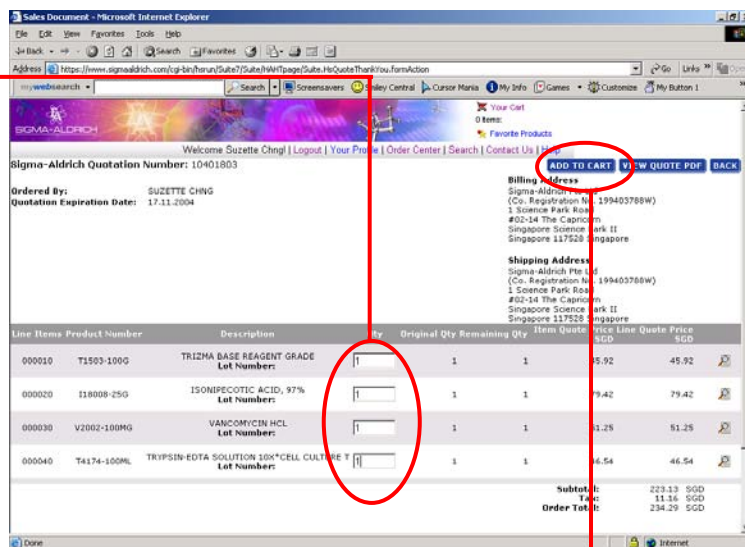 Sales Document - Microsoft Internet Explorer
File Edit View Favorites Tools Help
Back Search Favorites
Address https://www.sigmaaldrich.com/cgi-bin/hsrun/Suite7/Suite/HAHTpage/Suite.HsQuoteThankYou.formAction Go Links
mywebsearch Search Screensavers Smiley Central Cursor Mania My Info Games Customize My Button 1
SIGMA-ALDRICH
Your Cart
0 Items:
Favorite Products
Welcome Suzette Chng! | Logout | Your Profile | Order Center | Search | Contact Us | Help
Sigma-Aldrich Quotation Number: 10401803
ADD TO CART VIEW QUOTE PDF BACK
Ordered By: SUZETTE CHNG
Quotation Expiration Date: 17.11.2004
Billing Address
Sigma-Aldrich Pte Ltd
(Co. Registration No. 199403788W)
1 Science Park Road
#02-14 The Capricorn
Singapore Science Park II
Singapore 117528 Singapore
Shipping Address
Sigma-Aldrich Pte Ltd
(Co. Registration No. 199403788W)
1 Science Park Road
#02-14 The Capricorn
Singapore Science Park II
Singapore 117528 Singapore
Line Items Product Number Description Qty Original Qty Remaining Qty Item Quote Price SGD Line Quote Price SGD
000010 T1503-100G TRIZMA BASE REAGENT GRADE 1 1 1 45.92 45.92
Lot Number:
000020 I18008-25G ISONIPECOTIC ACID, 97% 1 1 1 79.42 79.42
Lot Number:
000030 V2002-100MG VANCOMYCIN HCL 1 1 1 51.25 51.25
Lot Number:
000040 T4174-100ML TRYPSIN-EDTA SOLUTION 10X*CELL CULTURE T 1 1 1 46.54 46.54
Lot Number:
Subtotal: 223.13 SGD
Tax: 11.16 SGD
Order Total: 234.29 SGD
Done Internet